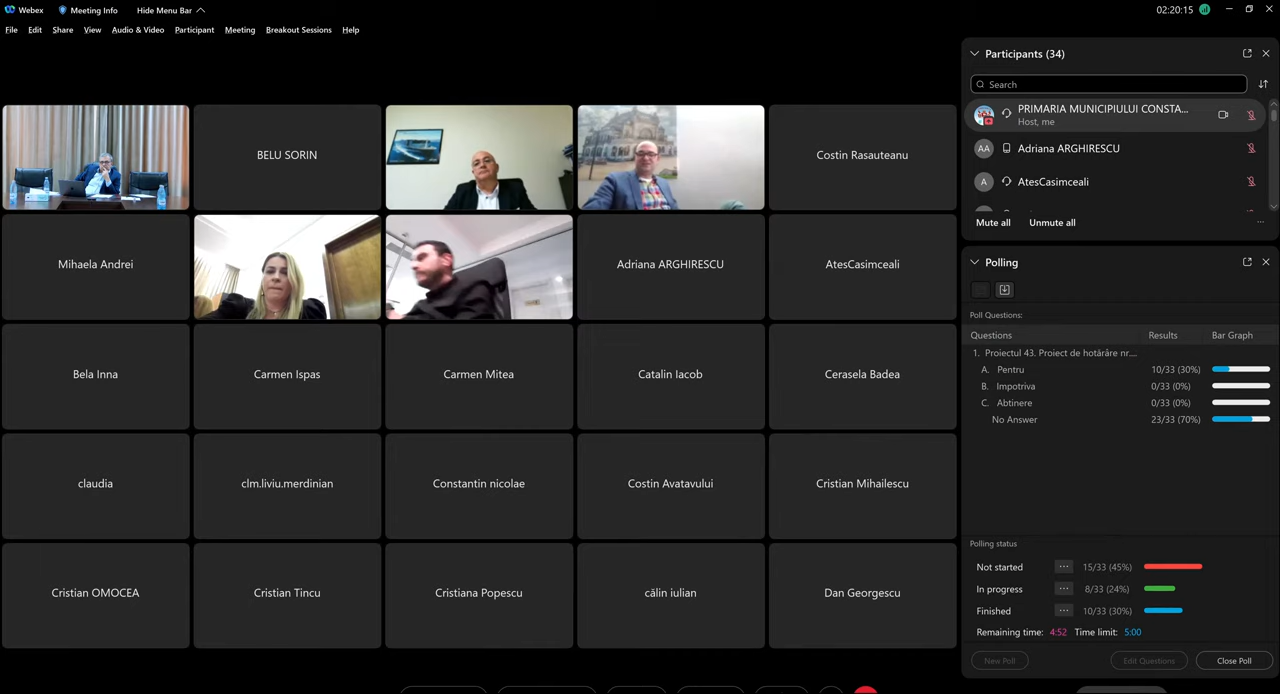 Webex Meeting Info Hide Menu Bar 02:20:15
File Edit Share View Audio & Video Participant Meeting Breakout Sessions Help
Participants (34)
Search
PRIMARIA MUNICIPIULUI CONSTA...
Host, me
Adriana ARGHIRESCU
AtesCasimceali
Mute all Unmute all ...
BELU SORIN
Costin Rasauteanu
Mihaela Andrei
Adriana ARGHIRESCU
AtesCasimceali
Bela Inna
Carmen Ispas
Carmen Mitea
Catalin Iacob
Cerasela Badea
claudia
clm.liviu.merdinian
Constantin nicolae
Costin Avatavului
Cristian Mihailescu
Cristian OMOCEA
Cristian Tincu
Cristiana Popescu
călin iulian
Dan Georgescu
Polling
Poll Questions:
Questions Results Bar Graph
1. Proiectul 43. Proiect de hotărâre nr....
A. Pentru 10/33 (30%)
B. Impotriva 0/33 (0%)
C. Abtinere 0/33 (0%)
No Answer 23/33 (70%)
Polling status
Not started ... 15/33 (45%)
In progress ... 8/33 (24%)
Finished ... 10/33 (30%)
Remaining time: 4:52 Time limit: 5:00
New Poll Edit Questions Close Poll